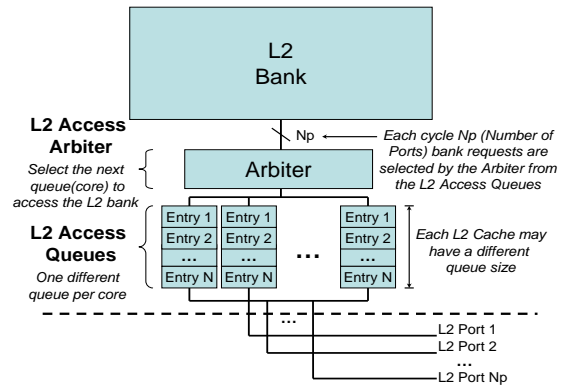 L2
Bank
Np
L2 Access
Arbiter
Select the next
queue(core) to
access the L2 bank
Arbiter
Each cycle Np (Number of
Ports) bank requests are
selected by the Arbiter from
the L2 Access Queues
L2 Access
Queues
One different
queue per core
Entry 1
Entry 2
...
Entry N
Entry 1
Entry 2
...
Entry N
...
Entry 1
Entry 2
...
Entry N
Each L2 Cache may
have a different
queue size
...
L2 Port 1
L2 Port 2
...
L2 Port Np